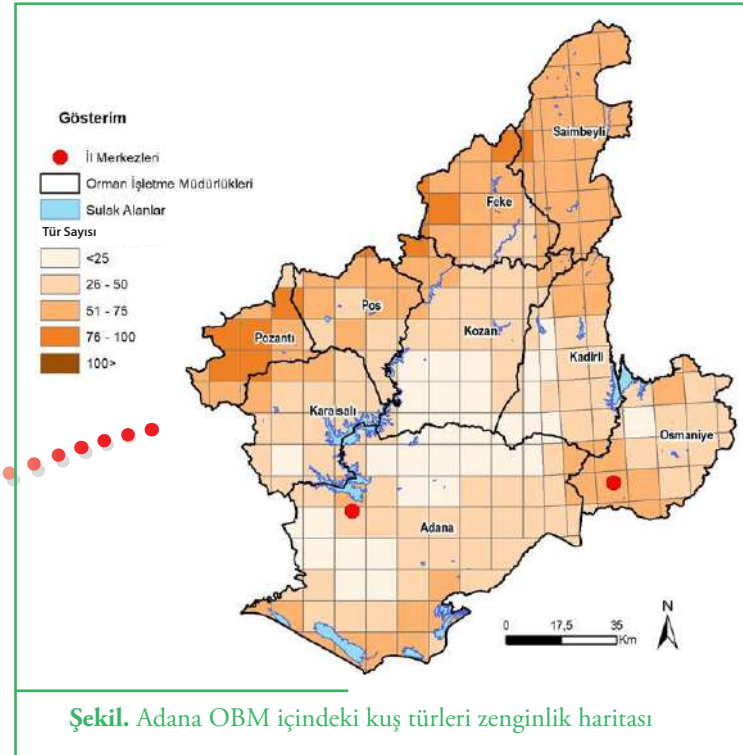 Gösterim
İl Merkezleri
Orman İşletme Müdürlükleri
Sulak Alanlar
Tür Sayısı
<25
26 - 50
51 - 75
76 - 100
100>
Saimbeyli
Feke
Pos
Pozantı
Kozan
Kadirli
Karaisalı
Osmaniye
Adana
N
0 17,5 35
Km
Şekil. Adana OBM içindeki kuş türleri zenginlik haritası